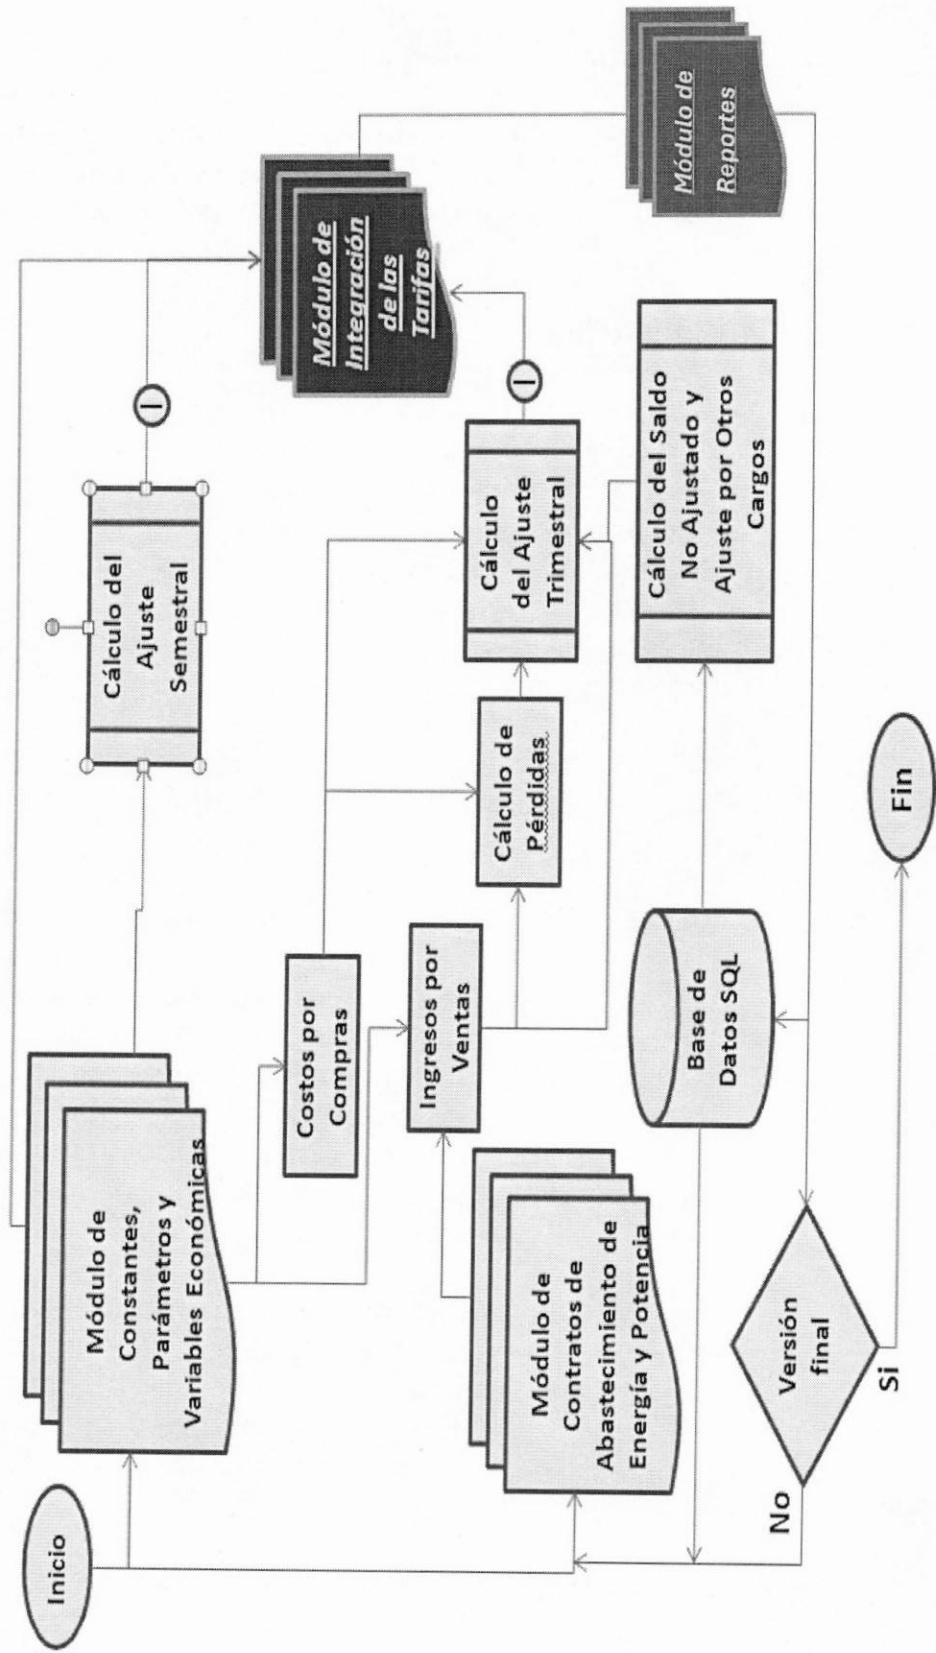 Inicio
Módulo de
Constantes,
Parámetros y
Variables Económicas
Cálculo del
Ajuste
Semestral
I
Módulo de
Integración
de las
Tarifas
Costos por
Compras
Ingresos por
Ventas
Cálculo de
Pérdidas
Cálculo
del Ajuste
Trimestral
I
Módulo de
Contratos de
Abastecimiento de
Energía y Potencia
Base de
Datos SQL
Cálculo del Saldo
No Ajustado y
Ajuste por Otros
Cargos
Módulo de
Reportes
Versión
final
No
Si
Fin